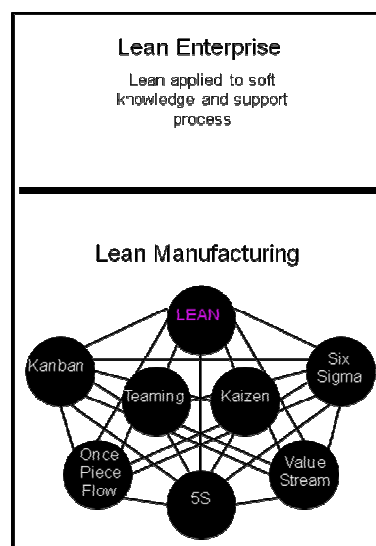 Lean Enterprise
Lean applied to soft
knowledge and support
process
Lean Manufacturing
LEAN
Kanban
Six
Sigma
Teaming
Kaizen
Once
Piece
Flow
Value
Stream
5S